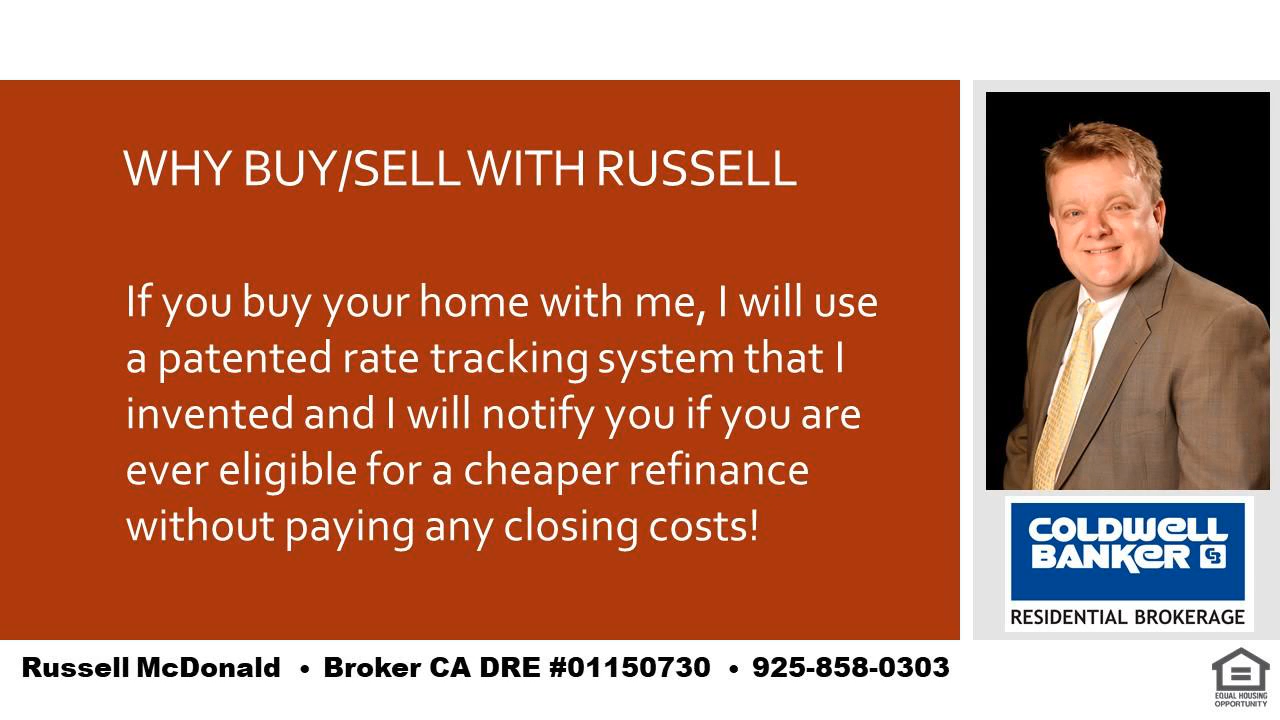 WHY BUY/SELL WITH RUSSELL
If you buy your home with me, I will use
a patented rate tracking system that I
invented and I will notify you if you are
ever eligible for a cheaper refinance
without paying any closing costs!
COLDWELL
BANKER CB
RESIDENTIAL BROKERAGE
Russell McDonald • Broker CA DRE #01150730 • 925-858-0303
EQUAL HOUSING
OPPORTUNITY